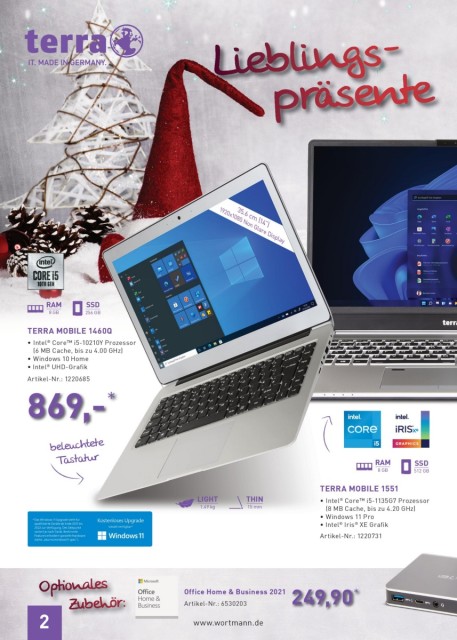 terra
IT. MADE IN GERMANY.
Lieblings-
präsente
35.6 cm (14")
1920x1080 Non-Glare Display
intel
CORE i5
10TH GEN
RAM
8 GB
SSD
256 GB
TERRA MOBILE 1460Q
• Intel® Core™ i5-10210Y Prozessor
(6 MB Cache, bis zu 4.00 GHz)
• Windows 10 Home
• Intel® UHD-Grafik
Artikel-Nr.: 1220685
869,-*
beleuchtete
Tastatur
terra
intel
CORE
i5
intel
iRIS xe
GRAPHICS
RAM
8 GB
SSD
512 GB
TERRA MOBILE 1551
• Intel® Core™ i5-1135G7 Prozessor
(8 MB Cache, bis zu 4.20 GHz)
• Windows 11 Pro
• Intel® Iris® XE Grafik
Artikel-Nr.: 1220731
LIGHT
THIN
15 mm
Kostenloses Upgrade
Windows 11
Optionales
Zubehör:
Microsoft
Office
Home &
Business
Office Home & Business 2021
Artikel-Nr.: 6530203
249,90*
2
www.wortmann.de